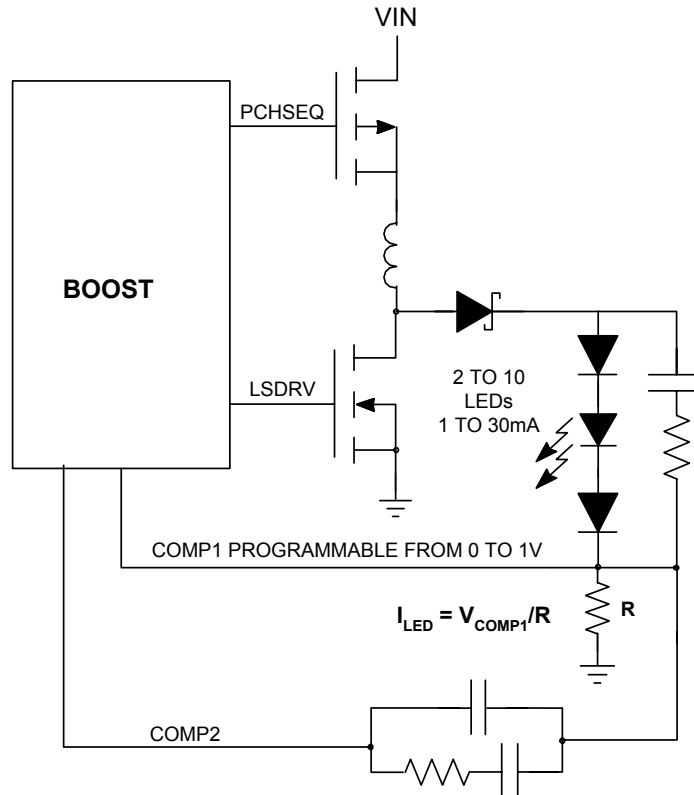 VIN
PCHSEQ
BOOST
LSDRV
2 TO 10
LEDs
1 TO 30mA
COMP1 PROGRAMMABLE FROM 0 TO 1V
I_LED = V_COMP1/R
R
COMP2